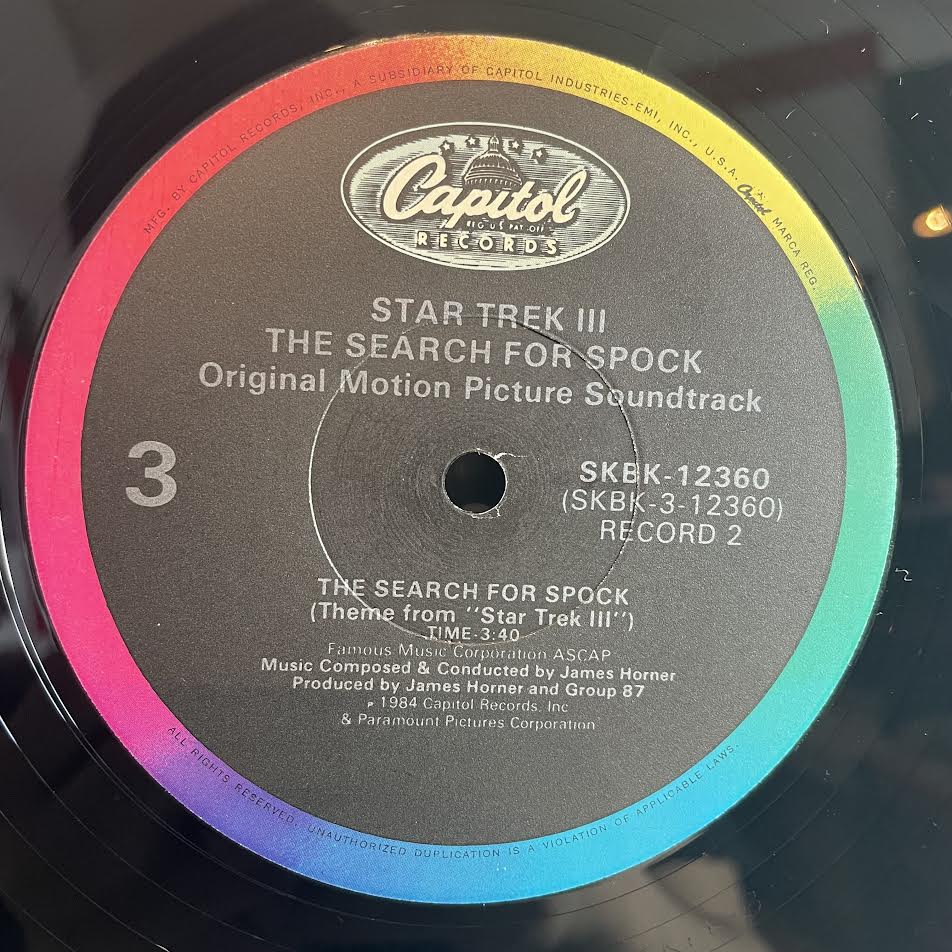 MFG. BY CAPITOL RECORDS, INC., A SUBSIDIARY OF CAPITOL INDUSTRIES-EMI, INC., U.S.A. Capitol MARCA REG.
Capitol
REG US PAT OFF
RECORDS
STAR TREK III
THE SEARCH FOR SPOCK
Original Motion Picture Soundtrack
3
SKBK-12360
(SKBK-3-12360)
RECORD 2
THE SEARCH FOR SPOCK
(Theme from "Star Trek III")
TIME-3:40
Famous Music Corporation ASCAP
Music Composed & Conducted by James Horner
Produced by James Horner and Group 87
℗ 1984 Capitol Records, Inc
& Paramount Pictures Corporation
ALL RIGHTS RESERVED. UNAUTHORIZED DUPLICATION IS A VIOLATION OF APPLICABLE LAWS.